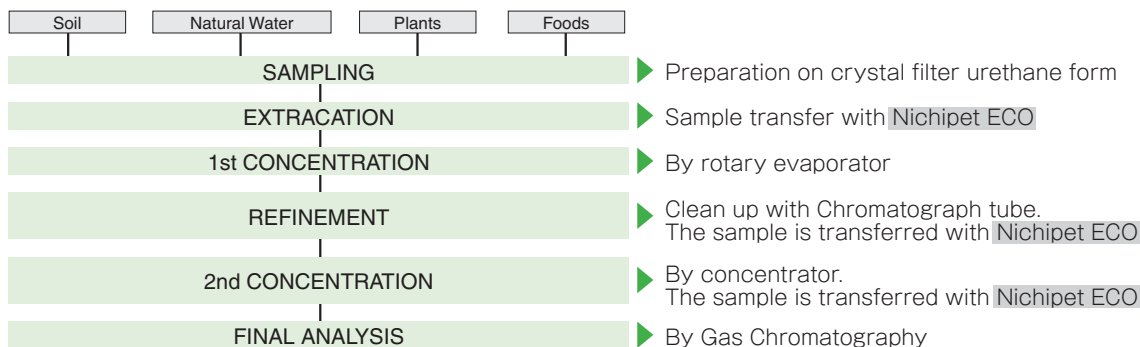 Soil
Natural Water
Plants
Foods
SAMPLING
Preparation on crystal filter urethane form
EXTRACATION
Sample transfer with Nichipet ECO
1st CONCENTRATION
By rotary evaporator
REFINEMENT
Clean up with Chromatograph tube.
The sample is transferred with Nichipet ECO
2nd CONCENTRATION
By concentrator.
The sample is transferred with Nichipet ECO
FINAL ANALYSIS
By Gas Chromatography